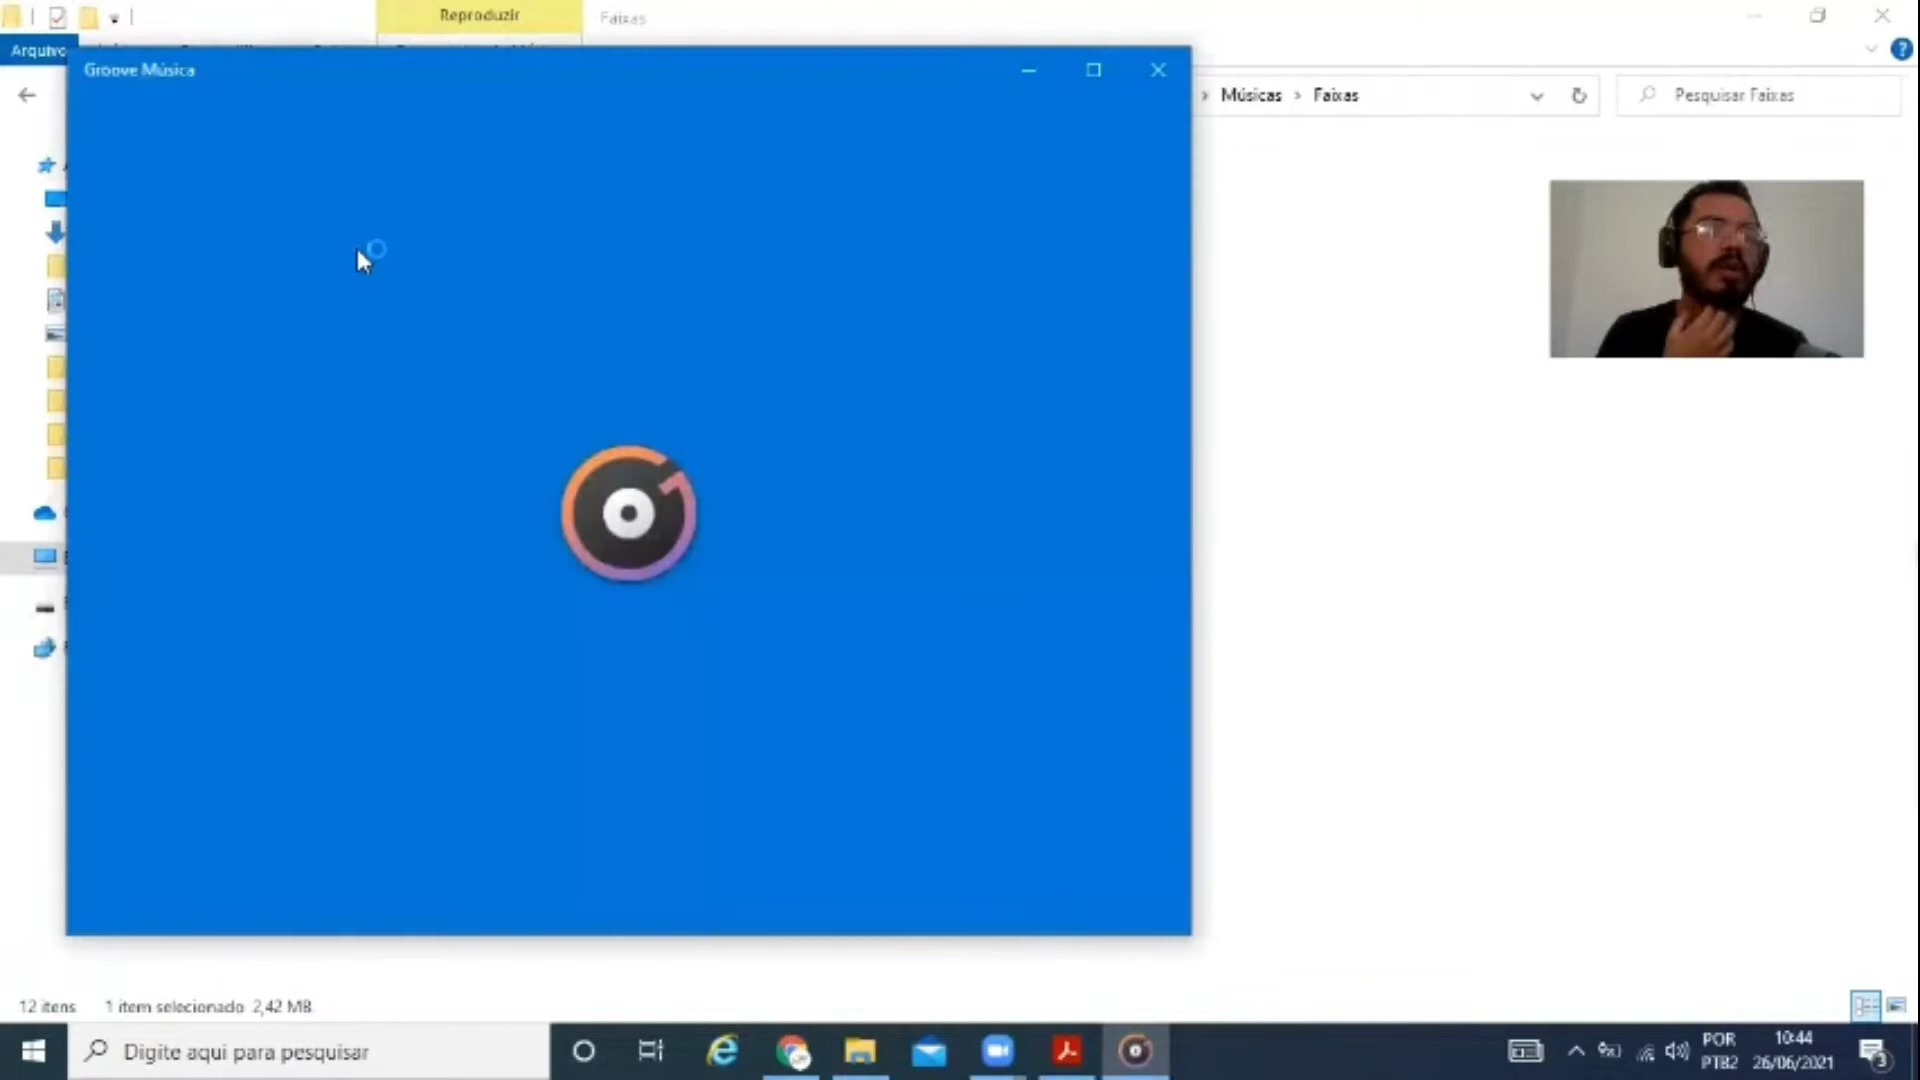 Reproduzir
Faixas
Arquivo
Groove Música
Músicas > Faixas
Pesquisar Faixas
12 itens
1 item selecionado 2,42 MB
Digite aqui para pesquisar
POR
PTB2
10:44
26/06/2021
3